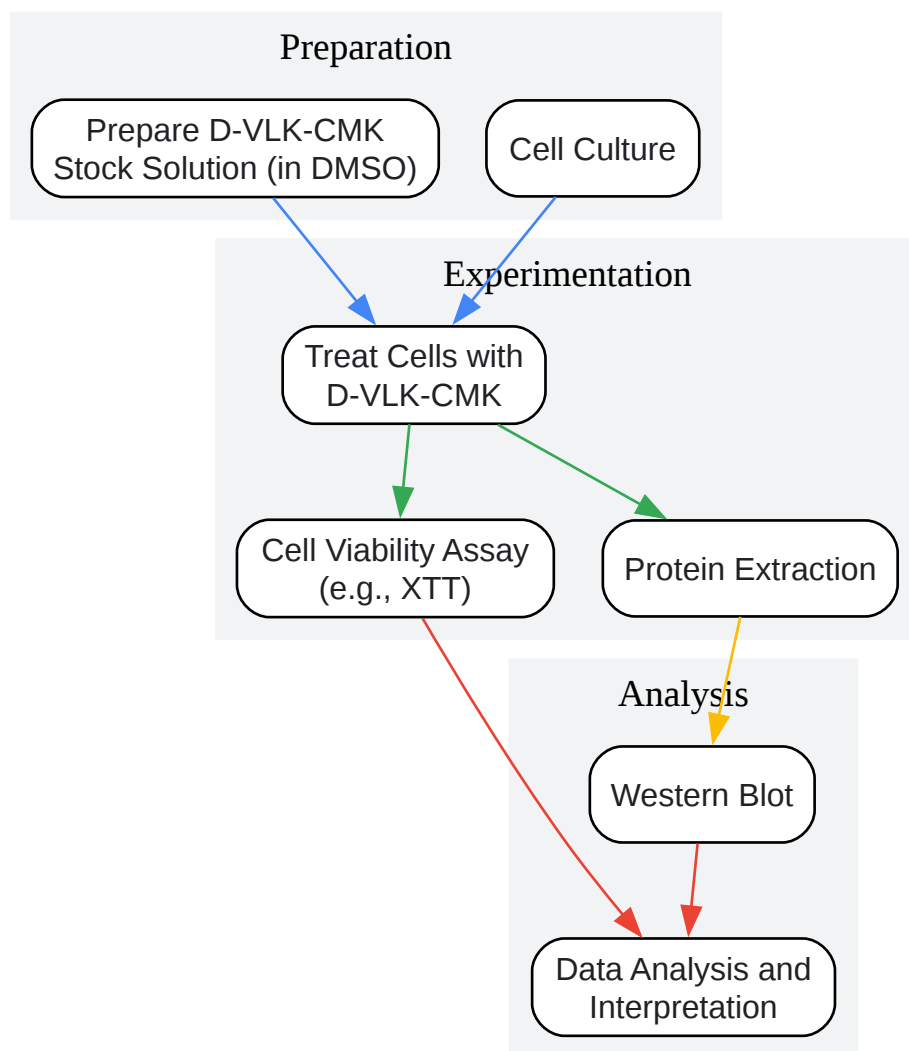 Preparation
Prepare D-VLK-CMK
Stock Solution (in DMSO)
Cell Culture
Experimentation
Treat Cells with
D-VLK-CMK
Cell Viability Assay
(e.g., XTT)
Protein Extraction
Analysis
Western Blot
Data Analysis and
Interpretation